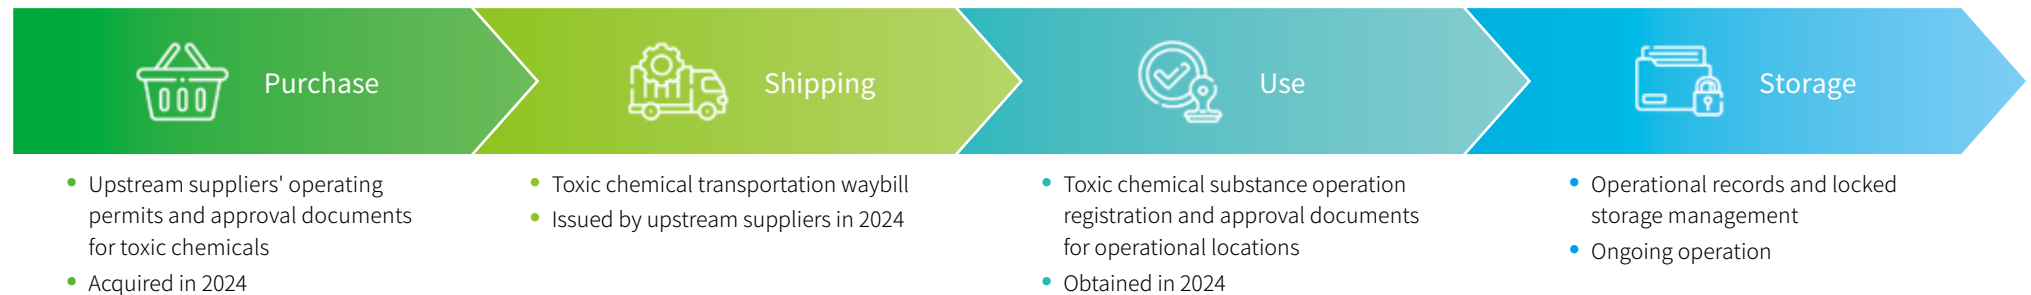 Purchase
Shipping
Use
Storage
• Upstream suppliers' operating
permits and approval documents
for toxic chemicals
• Acquired in 2024
• Toxic chemical transportation waybill
• Issued by upstream suppliers in 2024
• Toxic chemical substance operation
registration and approval documents
for operational locations
• Obtained in 2024
• Operational records and locked
storage management
• Ongoing operation